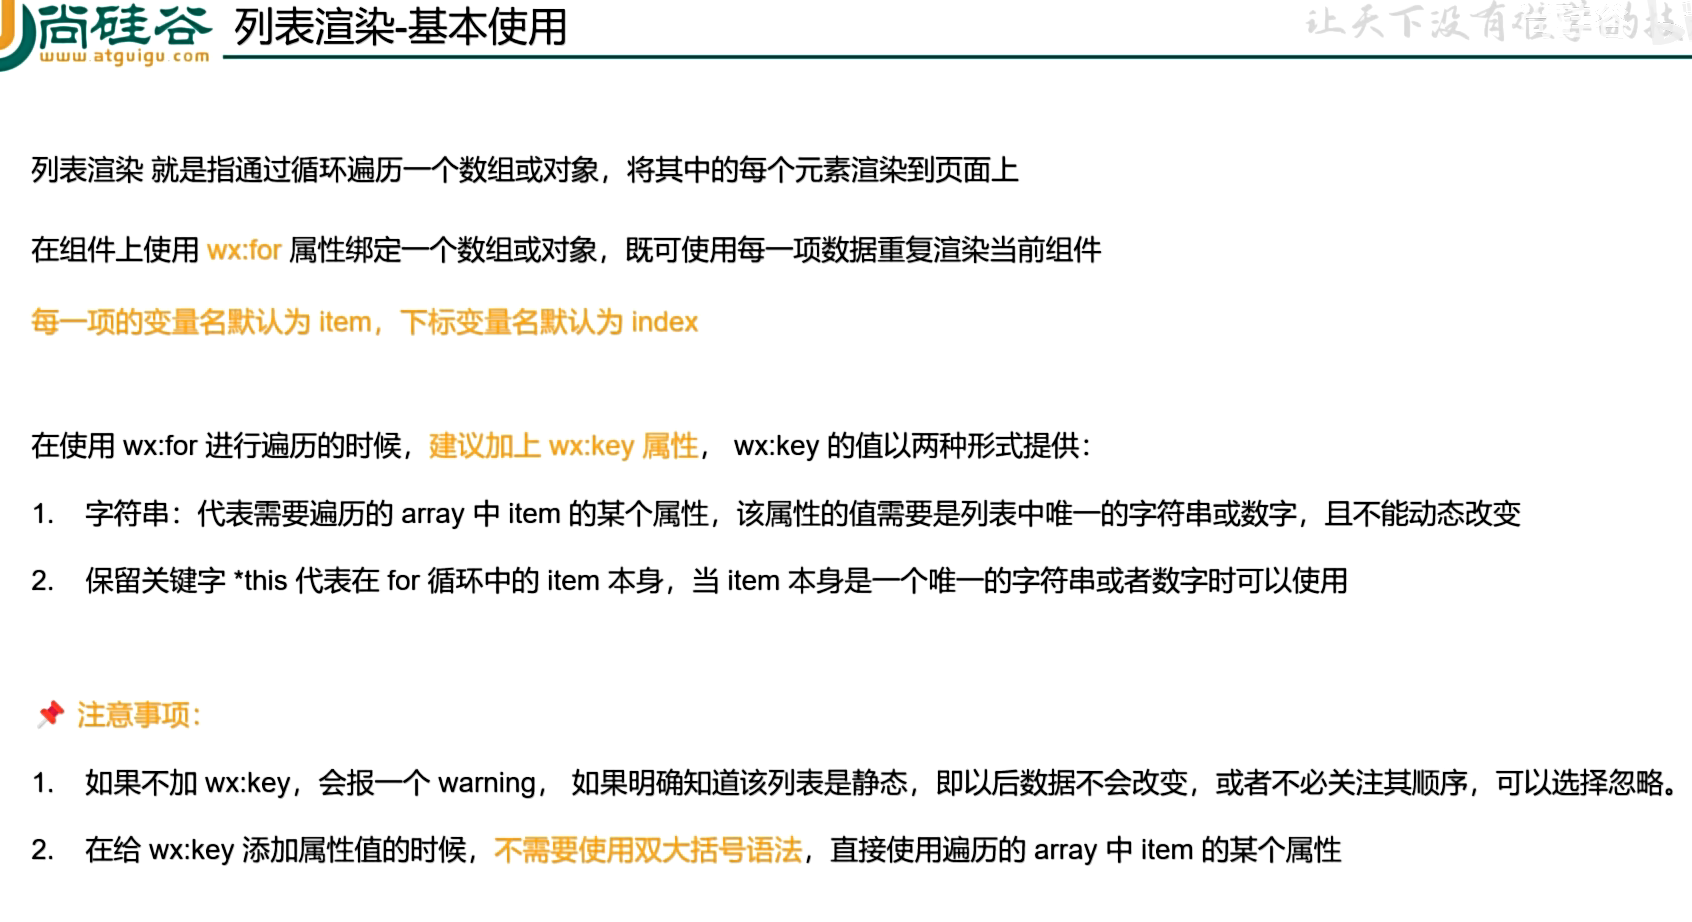 尚硅谷
www.atguigu.com
列表渲染-基本使用
让天下没有难学的技
列表渲染 就是指通过循环遍历一个数组或对象，将其中的每个元素渲染到页面上
在组件上使用 wx:for 属性绑定一个数组或对象，既可使用每一项数据重复渲染当前组件
每一项的变量名默认为 item，下标变量名默认为 index
在使用 wx:for 进行遍历的时候，建议加上 wx:key 属性， wx:key 的值以两种形式提供：
1. 字符串：代表需要遍历的 array 中 item 的某个属性，该属性的值需要是列表中唯一的字符串或数字，且不能动态改变
2. 保留关键字 *this 代表在 for 循环中的 item 本身，当 item 本身是一个唯一的字符串或者数字时可以使用
📌 注意事项：
1. 如果不加 wx:key，会报一个 warning， 如果明确知道该列表是静态，即以后数据不会改变，或者不必关注其顺序，可以选择忽略。
2. 在给 wx:key 添加属性值的时候，不需要使用双大括号语法，直接使用遍历的 array 中 item 的某个属性